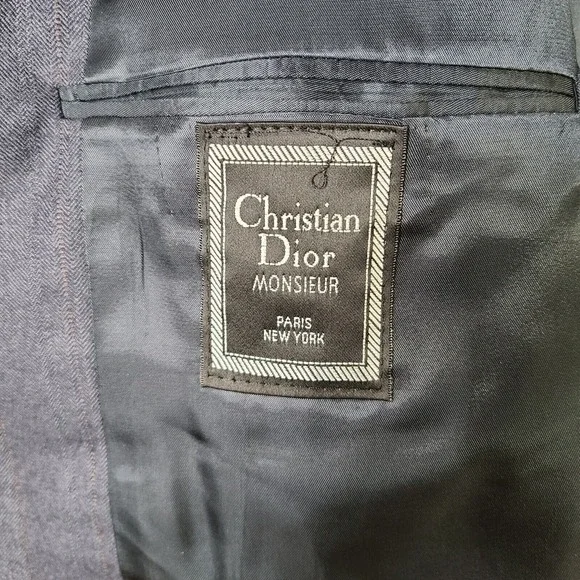 Christian
Dior
MONSIEUR
PARIS
NEW YORK